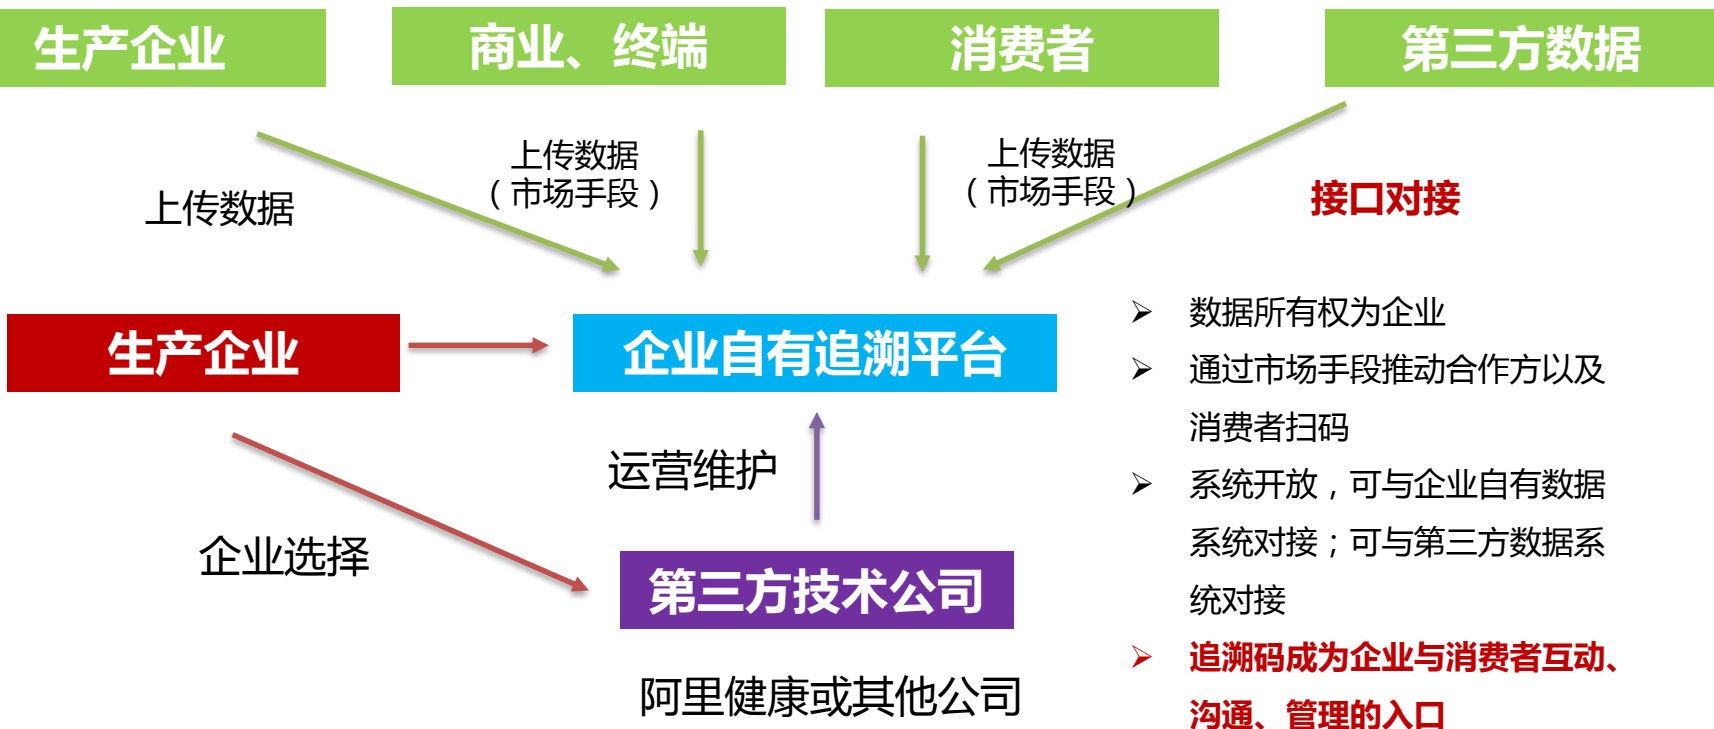 生产企业
商业、终端
消费者
第三方数据
上传数据
（市场手段）
上传数据
（市场手段）
上传数据
接口对接
生产企业
企业自有追溯平台
运营维护
企业选择
第三方技术公司
阿里健康或其他公司
➢ 数据所有权为企业
➢ 通过市场手段推动合作方以及
消费者扫码
➢ 系统开放，可与企业自有数据
系统对接；可与第三方数据系
统对接
➢ 追溯码成为企业与消费者互动、
沟通、管理的入口